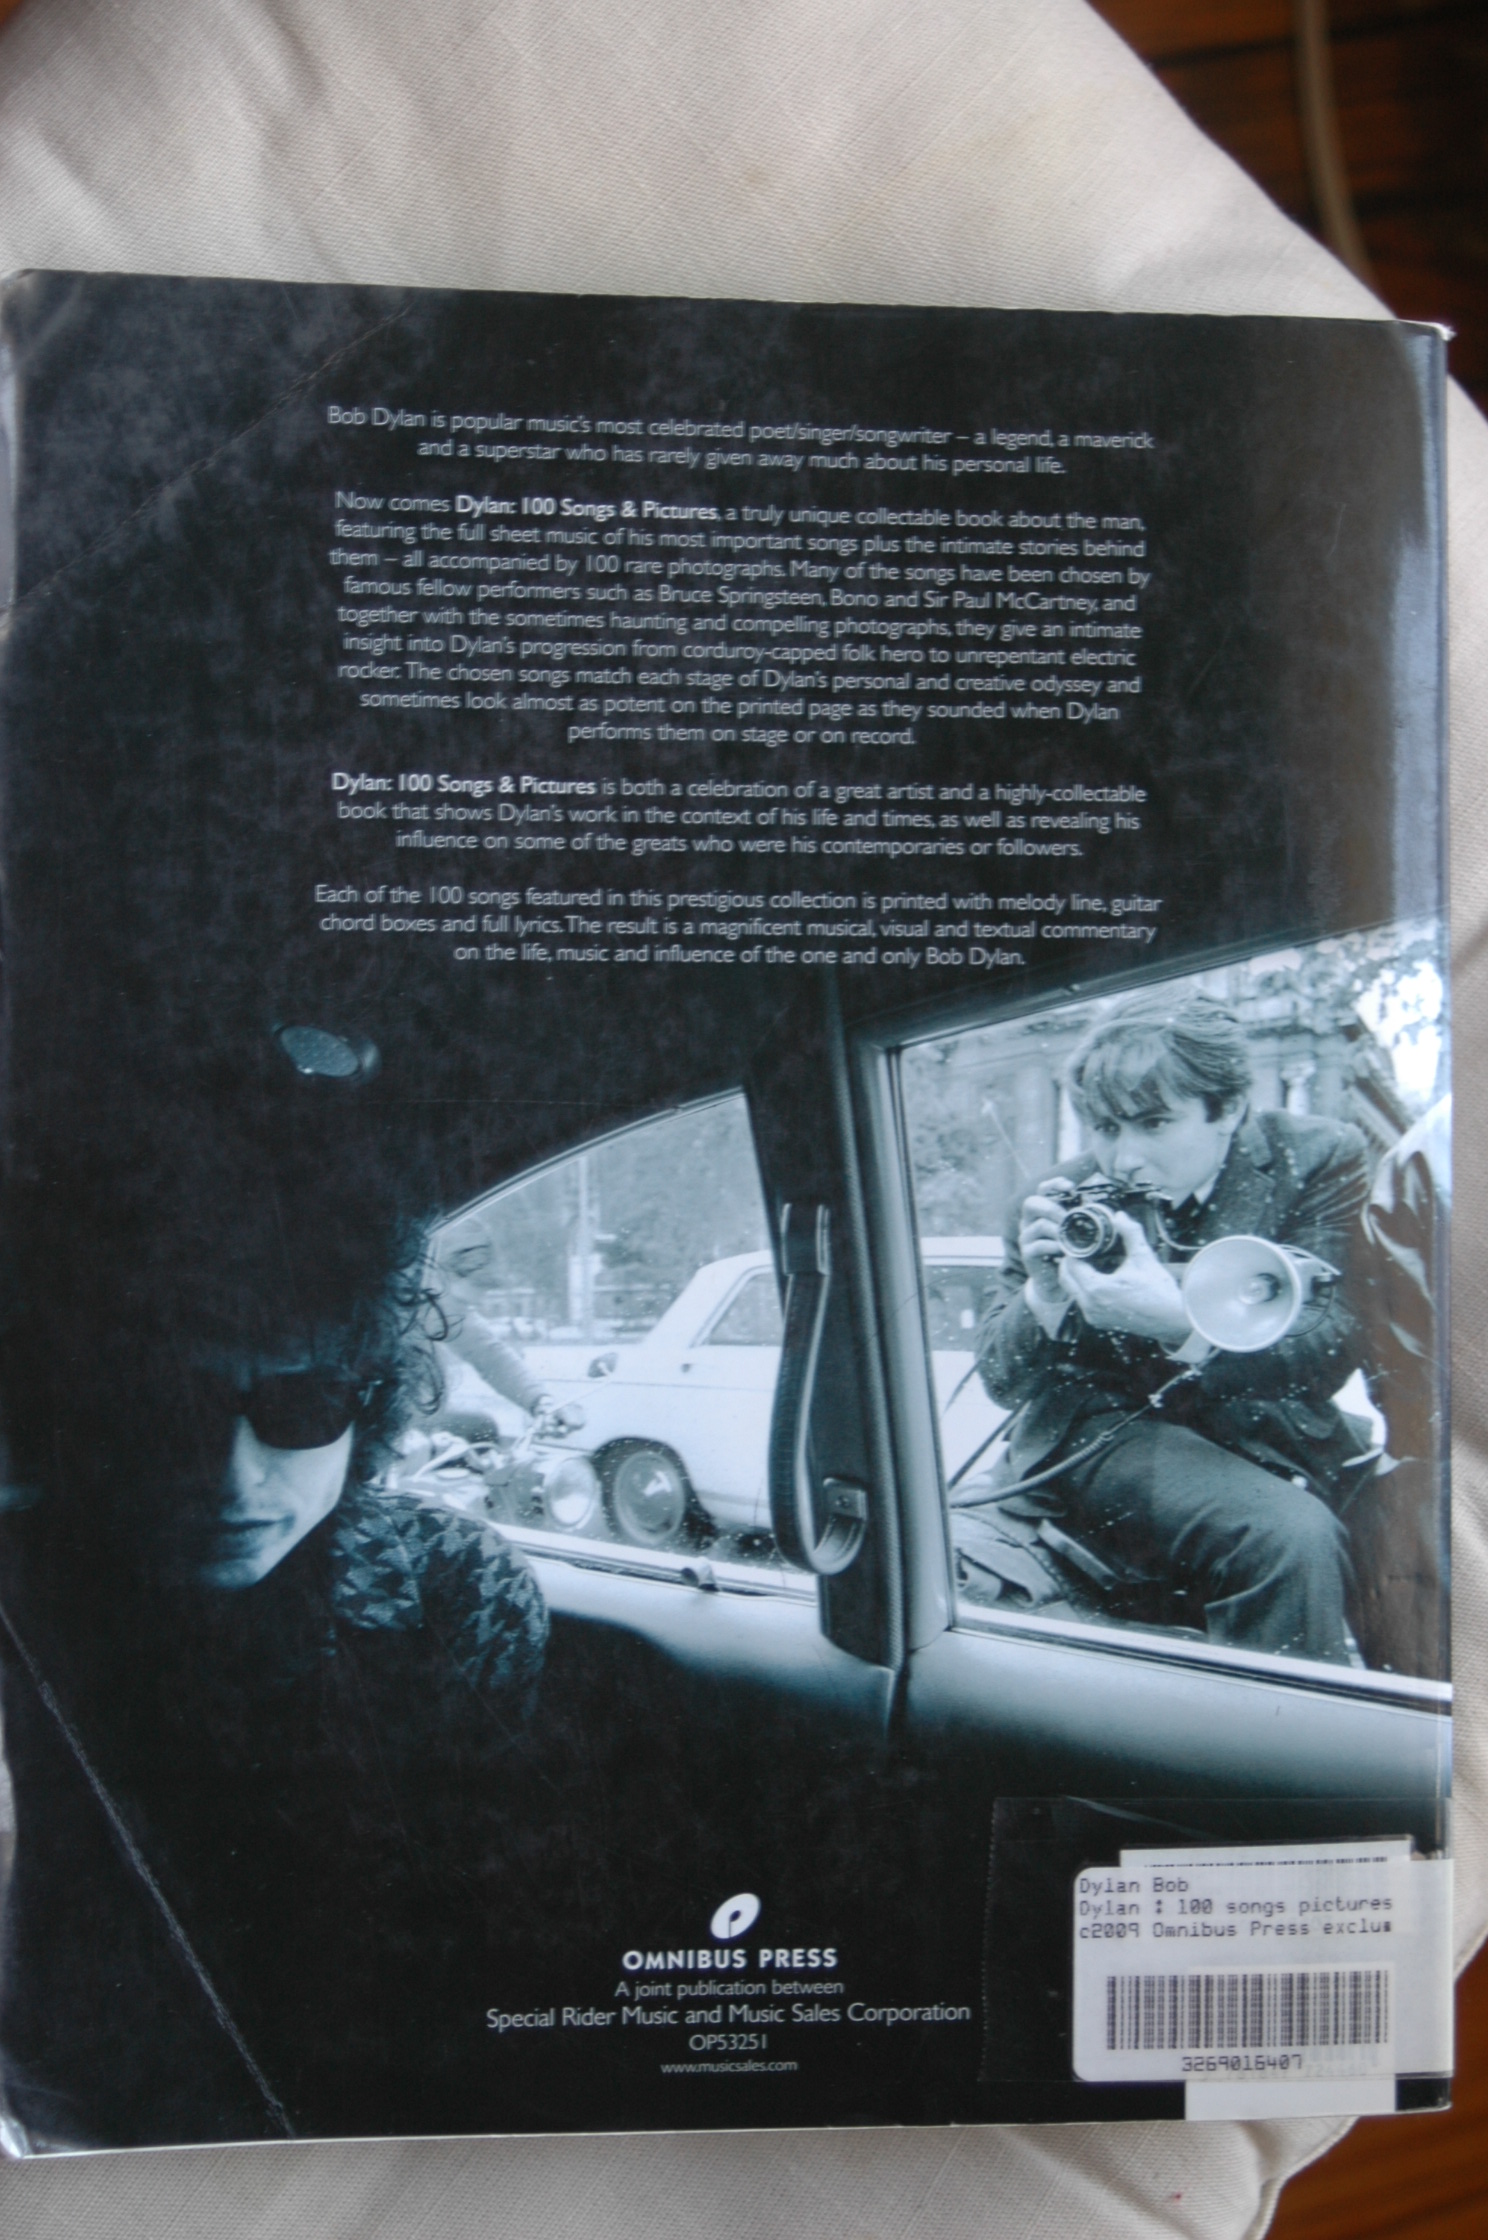 Bob Dylan is popular music's most celebrated poet/singer/songwriter – a legend, a maverick
and a superstar who has rarely given away much about his personal life.
Now comes Dylan: 100 Songs & Pictures, a truly unique collectable book about the man,
featuring the full sheet music of his most important songs plus the intimate stories behind
them – all accompanied by 100 rare photographs. Many of the songs have been chosen by
famous fellow performers such as Bruce Springsteen, Bono and Sir Paul McCartney, and
together with the sometimes haunting and compelling photographs, they give an intimate
insight into Dylan's progression from corduroy-capped folk hero to unrepentant electric
rocker. The chosen songs match each stage of Dylan's personal and creative odyssey and
sometimes look almost as potent on the printed page as they sounded when Dylan
performs them on stage or on record.
Dylan: 100 Songs & Pictures is both a celebration of a great artist and a highly-collectable
book that shows Dylan's work in the context of his life and times, as well as revealing his
influence on some of the greats who were his contemporaries or followers.
Each of the 100 songs featured in this prestigious collection is printed with melody line, guitar
chord boxes and full lyrics. The result is a magnificent musical, visual and textual commentary
on the life, music and influence of the one and only Bob Dylan.
OMNIBUS PRESS
A joint publication between
Special Rider Music and Music Sales Corporation
OP53251
www.musicsales.com
Dylan Bob
Dylan : 100 songs pictures
c2009 Omnibus Press exclus
3269016407